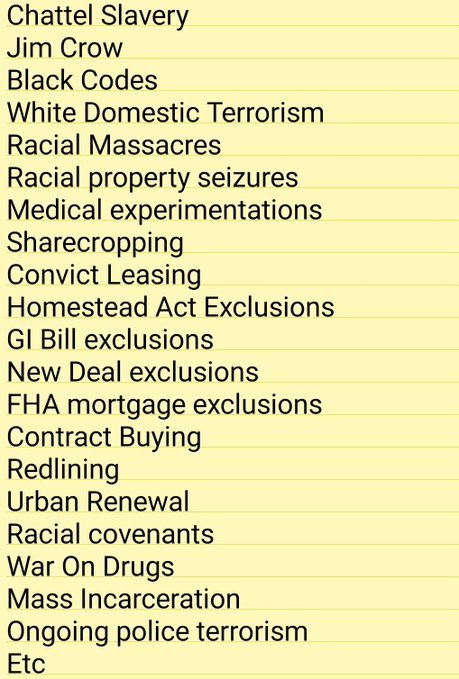 Chattel Slavery
Jim Crow
Black Codes
White Domestic Terrorism
Racial Massacres
Racial property seizures
Medical experimentations
Sharecropping
Convict Leasing
Homestead Act Exclusions
GI Bill exclusions
New Deal exclusions
FHA mortgage exclusions
Contract Buying
Redlining
Urban Renewal
Racial covenants
War On Drugs
Mass Incarceration
Ongoing police terrorism
Etc